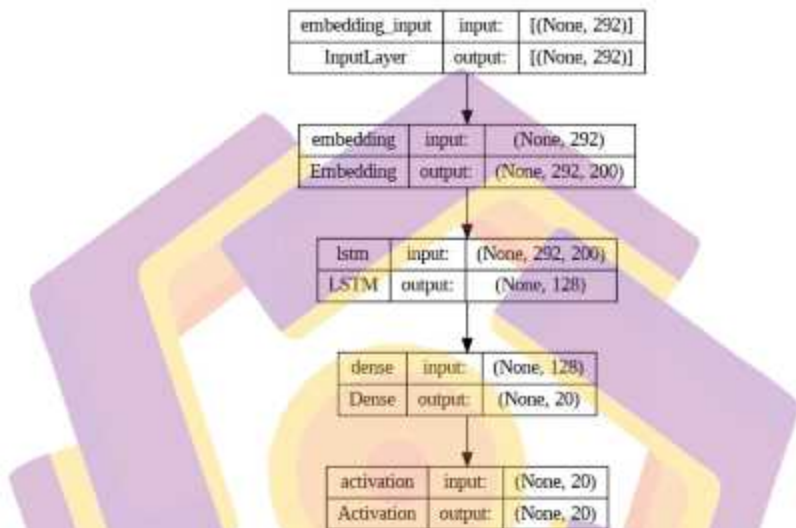 embedding_input input: [(None, 292)]
InputLayer output: [(None, 292)]
embedding input: (None, 292)
Embedding output: (None, 292, 200)
lstm input: (None, 292, 200)
LSTM output: (None, 128)
dense input: (None, 128)
Dense output: (None, 20)
activation input: (None, 20)
Activation output: (None, 20)